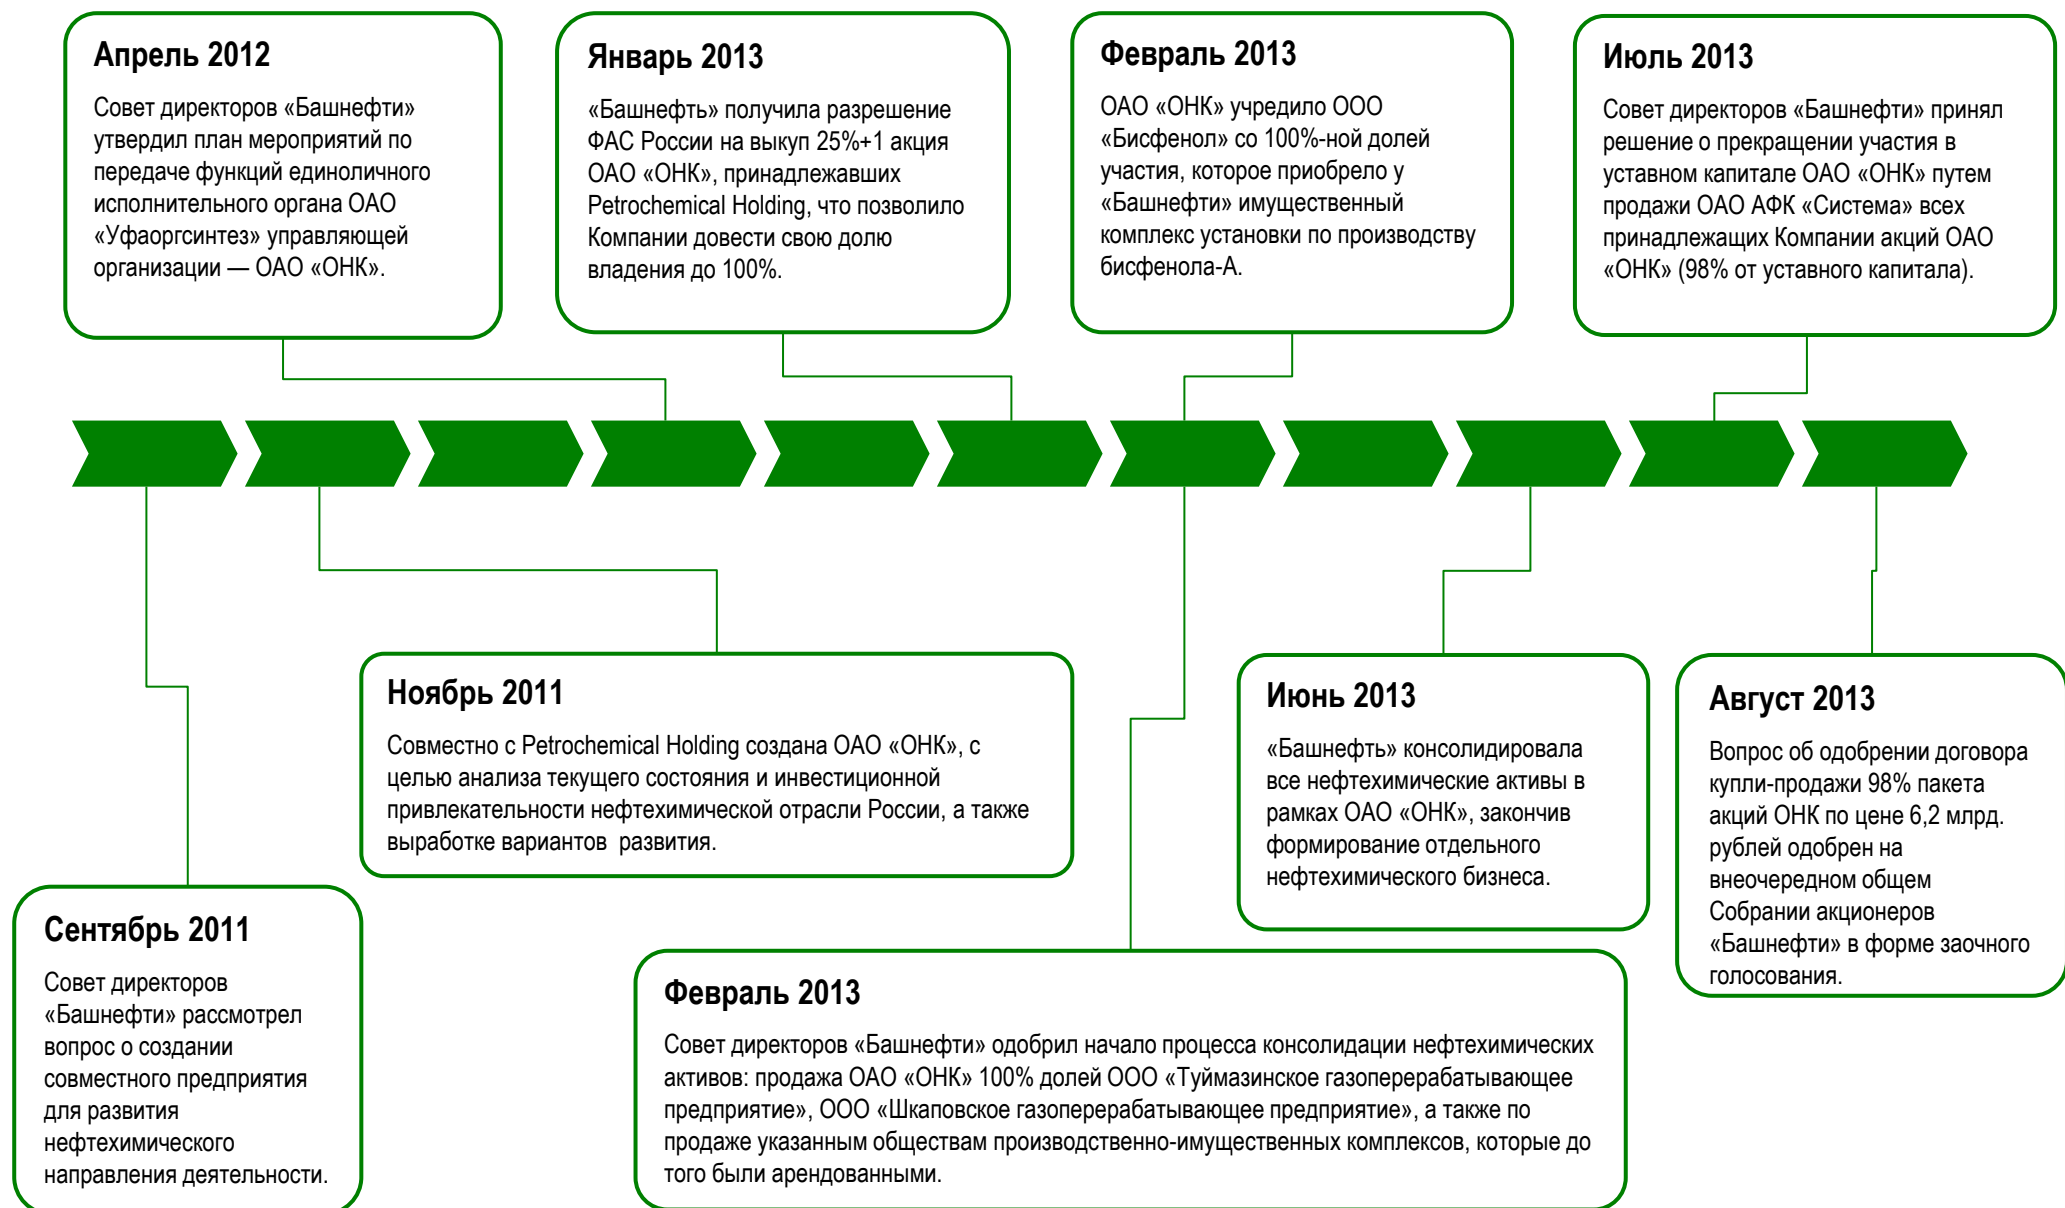 Апрель 2012
Совет директоров «Башнефти»
утвердил план мероприятий по
передаче функций единоличного
исполнительного органа ОАО
«Уфаоргсинтез» управляющей
организации — ОАО «ОНК».
Январь 2013
«Башнефть» получила разрешение
ФАС России на выкуп 25%+1 акция
ОАО «ОНК», принадлежавших
Petrochemical Holding, что позволило
Компании довести свою долю
владения до 100%.
Февраль 2013
ОАО «ОНК» учредило ООО
«Бисфенол» со 100%-ной долей
участия, которое приобрело у
«Башнефти» имущественный
комплекс установки по производству
бисфенола-А.
Июль 2013
Совет директоров «Башнефти» принял
решение о прекращении участия в
уставном капитале ОАО «ОНК» путем
продажи ОАО АФК «Система» всех
принадлежащих Компании акций ОАО
«ОНК» (98% от уставного капитала).
Ноябрь 2011
Совместно с Petrochemical Holding создана ОАО «ОНК», с
целью анализа текущего состояния и инвестиционной
привлекательности нефтехимической отрасли России, а также
выработке вариантов  развития.
Июнь 2013
«Башнефть» консолидировала
все нефтехимические активы в
рамках ОАО «ОНК», закончив
формирование отдельного
нефтехимического бизнеса.
Август 2013
Вопрос об одобрении договора
купли-продажи 98% пакета
акций ОНК по цене 6,2 млрд.
рублей одобрен на
внеочередном общем
Собрании акционеров
«Башнефти» в форме заочного
голосования.
Сентябрь 2011
Совет директоров
«Башнефти» рассмотрел
вопрос о создании
совместного предприятия
для развития
нефтехимического
направления деятельности.
Февраль 2013
Совет директоров «Башнефти» одобрил начало процесса консолидации нефтехимических
активов: продажа ОАО «ОНК» 100% долей ООО «Туймазинское газоперерабатывающее
предприятие», ООО «Шкаповское газоперерабатывающее предприятие», а также по
продаже указанным обществам производственно-имущественных комплексов, которые до
того были арендованными.